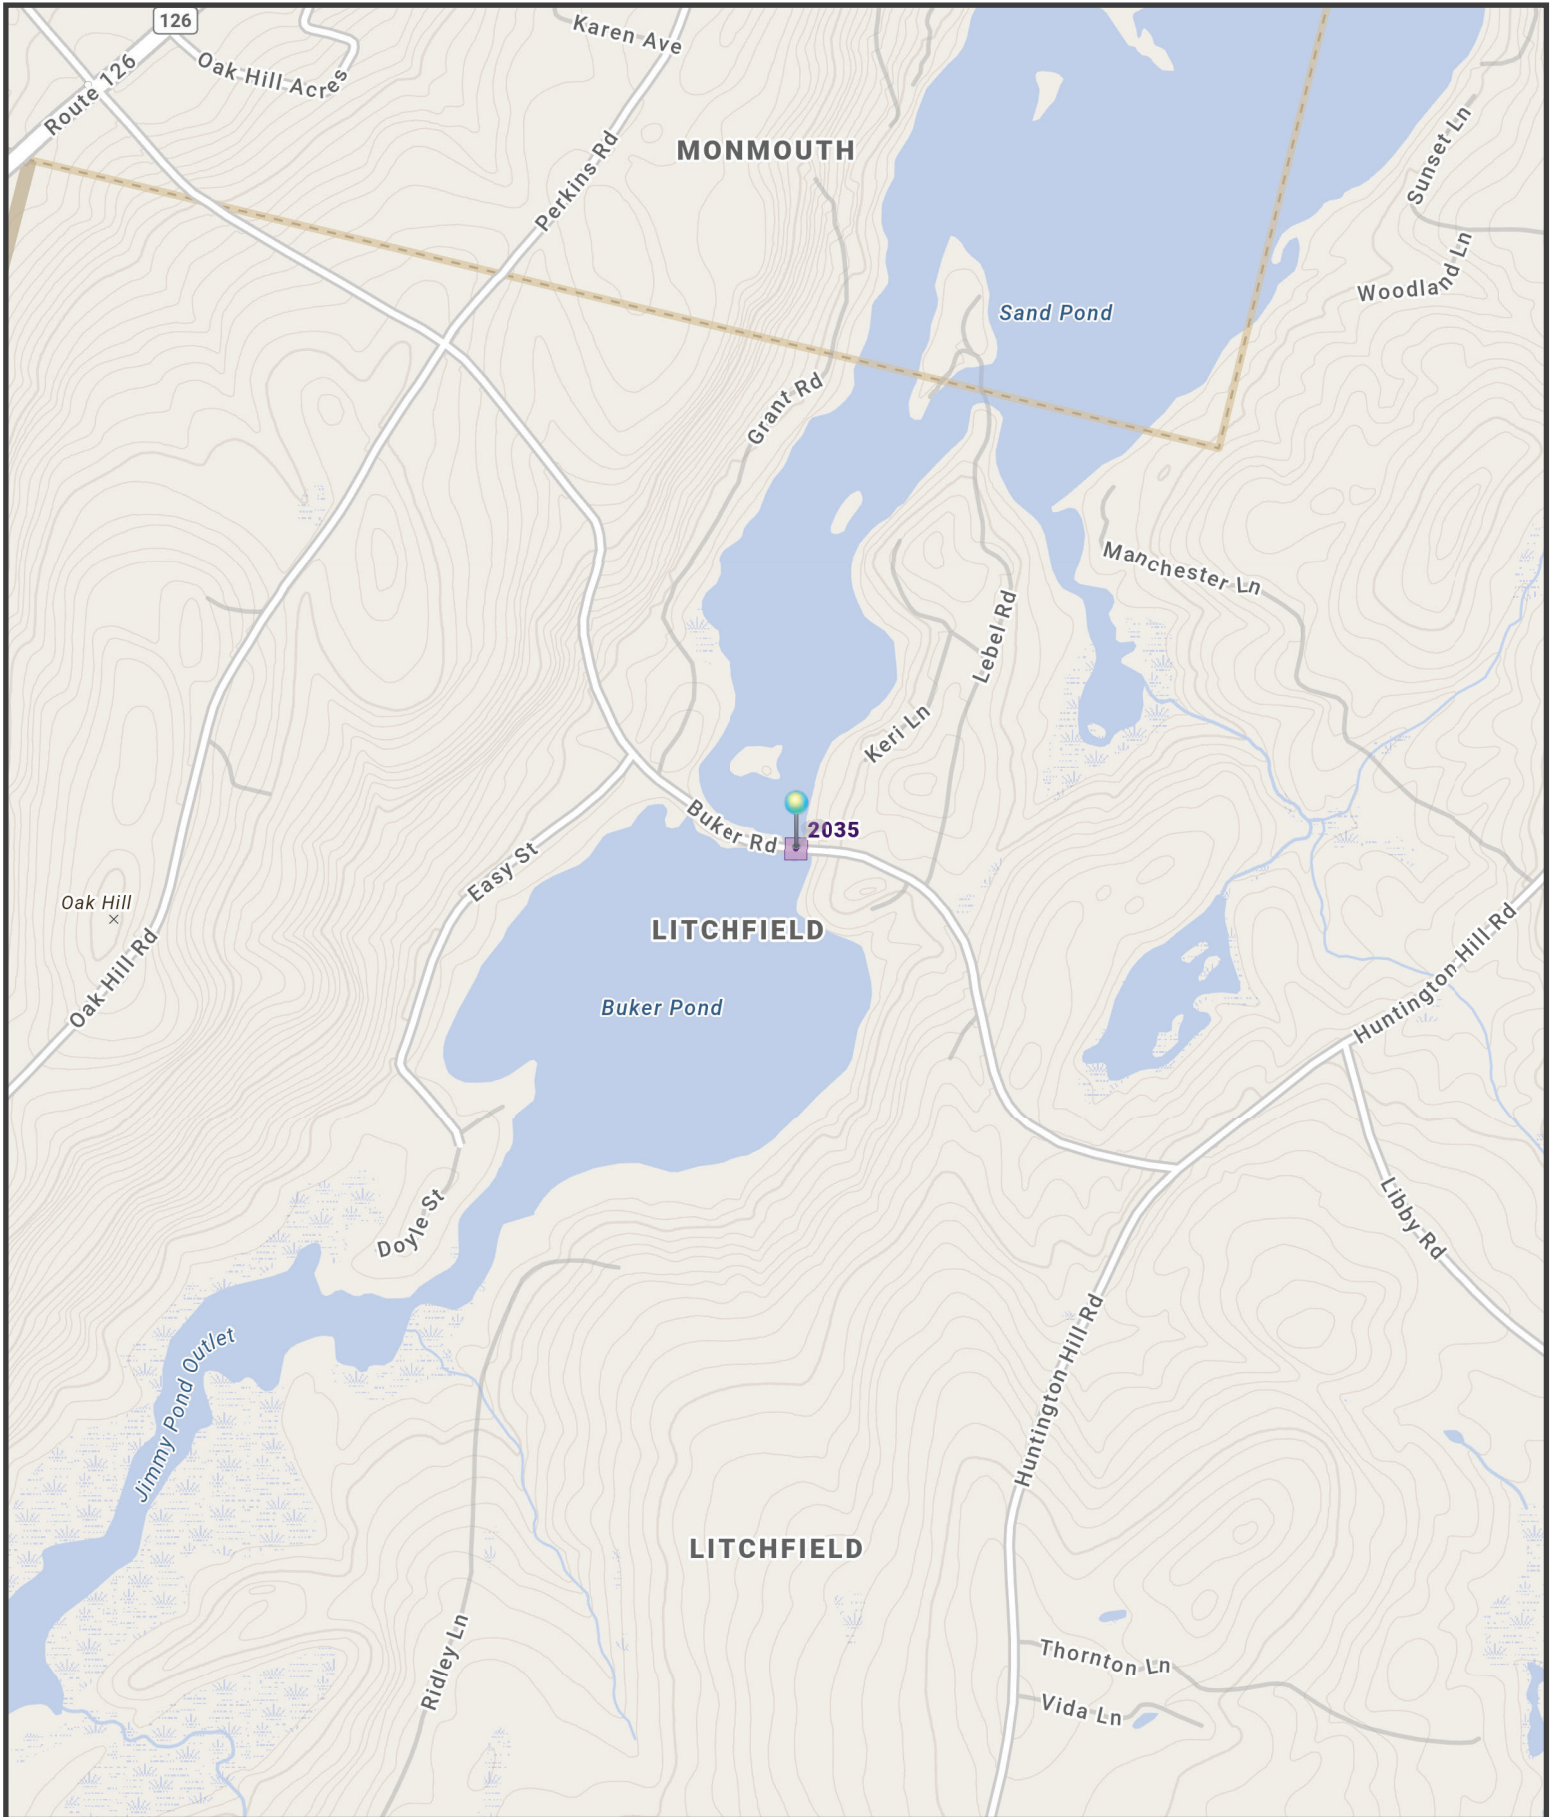 126
Karen Ave
Oak Hill Acres
Route 126
MONMOUTH
Perkins Rd
Sunset Ln
Woodland Ln
Sand Pond
Grant Rd
Manchester Ln
Lebel Rd
Keri Ln
Buker Rd
2035
Easy St
Oak Hill
LITCHFIELD
Oak Hill Rd
Huntington Hill Rd
Buker Pond
Libby Rd
Doyle St
Jimmy Pond Outlet
Huntington Hill Rd
LITCHFIELD
Ridley Ln
Thornton Ln
Vida Ln